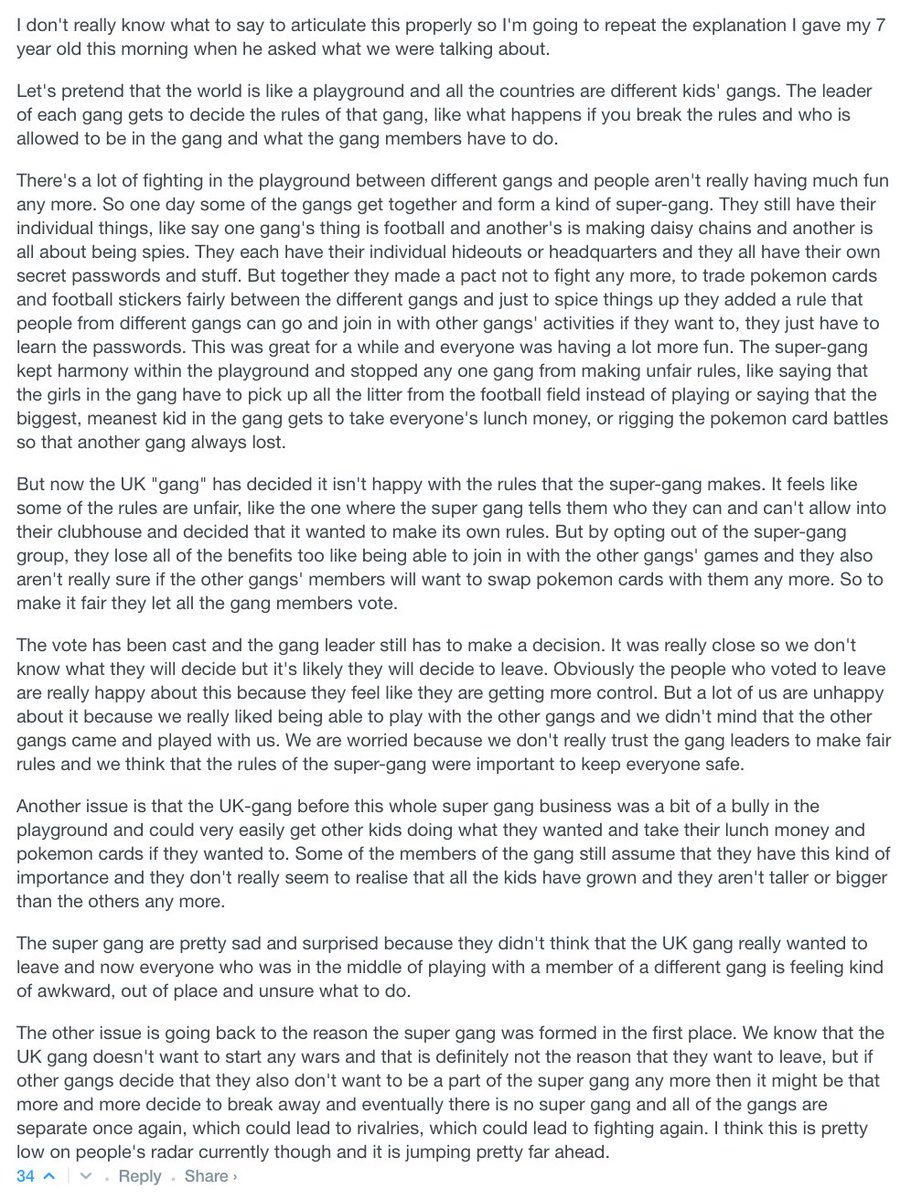 I don't really know what to say to articulate this properly so I'm going to repeat the explanation I gave my 7
year old this morning when he asked what we were talking about.
Let's pretend that the world is like a playground and all the countries are different kids' gangs. The leader
of each gang gets to decide the rules of that gang, like what happens if you break the rules and who is
allowed to be in the gang and what the gang members have to do.
There's a lot of fighting in the playground between different gangs and people aren't really having much fun
any more. So one day some of the gangs get together and form a kind of super-gang. They still have their
individual things, like say one gang's thing is football and another's is making daisy chains and another is
all about being spies. They each have their individual hideouts or headquarters and they all have their own
secret passwords and stuff. But together they made a pact not to fight any more, to trade pokemon cards
and football stickers fairly between the different gangs and just to spice things up they added a rule that
people from different gangs can go and join in with other gangs' activities if they want to, they just have to
learn the passwords. This was great for a while and everyone was having a lot more fun. The super-gang
kept harmony within the playground and stopped any one gang from making unfair rules, like saying that
the girls in the gang have to pick up all the litter from the football field instead of playing or saying that the
biggest, meanest kid in the gang gets to take everyone's lunch money, or rigging the pokemon card battles
so that another gang always lost.
But now the UK "gang" has decided it isn't happy with the rules that the super-gang makes. It feels like
some of the rules are unfair, like the one where the super gang tells them who they can and can't allow into
their clubhouse and decided that it wanted to make its own rules. But by opting out of the super-gang
group, they lose all of the benefits too like being able to join in with the other gangs' games and they also
aren't really sure if the other gangs' members will want to swap pokemon cards with them any more. So to
make it fair they let all the gang members vote.
The vote has been cast and the gang leader still has to make a decision. It was really close so we don't
know what they will decide but it's likely they will decide to leave. Obviously the people who voted to leave
are really happy about this because they feel like they are getting more control. But a lot of us are unhappy
about it because we really liked being able to play with the other gangs and we didn't mind that the other
gangs came and played with us. We are worried because we don't really trust the gang leaders to make fair
rules and we think that the rules of the super-gang were important to keep everyone safe.
Another issue is that the UK-gang before this whole super gang business was a bit of a bully in the
playground and could very easily get other kids doing what they wanted and take their lunch money and
pokemon cards if they wanted to. Some of the members of the gang still assume that they have this kind of
importance and they don't really seem to realise that all the kids have grown and they aren't taller or bigger
than the others any more.
The super gang are pretty sad and surprised because they didn't think that the UK gang really wanted to
leave and now everyone who was in the middle of playing with a member of a different gang is feeling kind
of awkward, out of place and unsure what to do.
The other issue is going back to the reason the super gang was formed in the first place. We know that the
UK gang doesn't want to start any wars and that is definitely not the reason that they want to leave, but if
other gangs decide that they also don't want to be a part of the super gang any more then it might be that
more and more decide to break away and eventually there is no super gang and all of the gangs are
separate once again, which could lead to rivalries, which could lead to fighting again. I think this is pretty
low on people's radar currently though and it is jumping pretty far ahead.
34 Reply Share ›